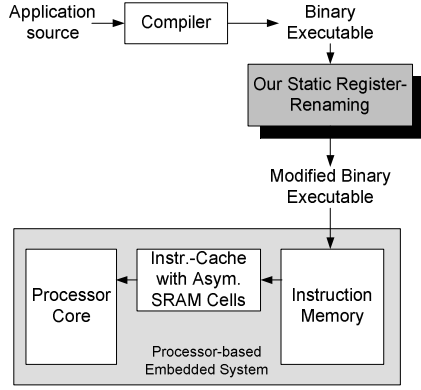 Application
source
Compiler
Binary
Executable
Our Static Register-
Renaming
Modified Binary
Executable
Processor
Core
Instr.-Cache
with Asym.
SRAM Cells
Instruction
Memory
Processor-based
Embedded System